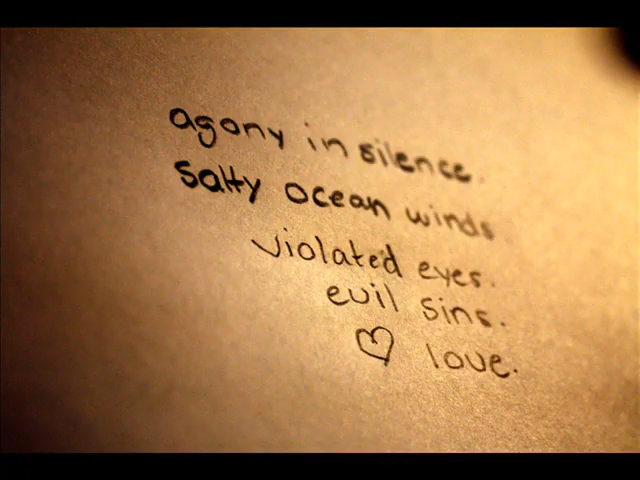 agony in silence.
salty ocean winds.
violated eyes.
evil sins.
♡ love.